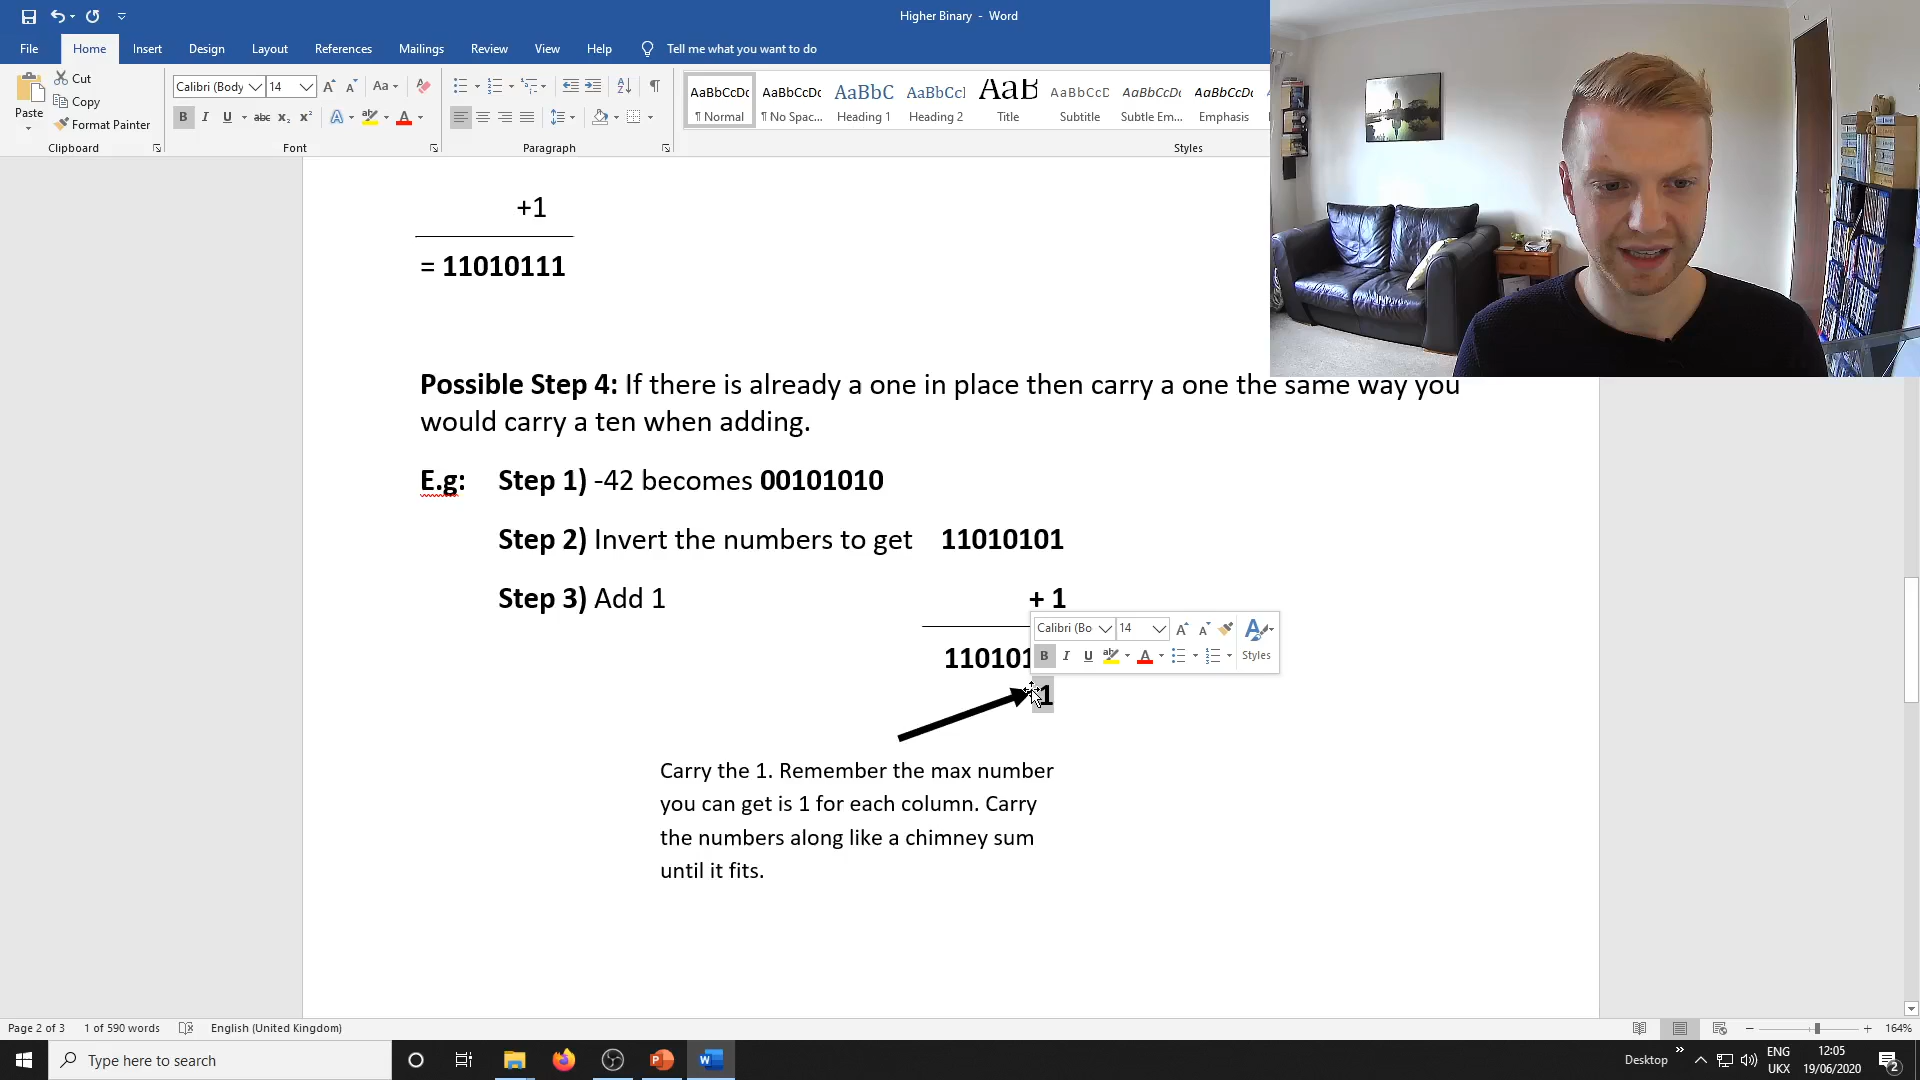 Higher Binary - Word
File Home Insert Design Layout References Mailings Review View Help Tell me what you want to do
Paste
Cut
Copy
Format Painter
Clipboard
Calibri (Body 14
Font
Paragraph
AaBbCcDc AaBbCcDc AaBbC AaBbCcI AaB AaBbCcD AaBbCcDc AaBbCcDc
¶ Normal ¶ No Spac... Heading 1 Heading 2 Title Subtitle Subtle Em... Emphasis
Styles
+1
= 11010111
Possible Step 4: If there is already a one in place then carry a one the same way you
would carry a ten when adding.
E.g: Step 1) -42 becomes 00101010
Step 2) Invert the numbers to get 11010101
Step 3) Add 1 + 1
Calibri (Bo 14
B I U A Styles
110101
1
Carry the 1. Remember the max number
you can get is 1 for each column. Carry
the numbers along like a chimney sum
until it fits.
Page 2 of 3 1 of 590 words English (United Kingdom) 164%
Type here to search
Desktop
ENG
UKX
12:05
19/06/2020
2